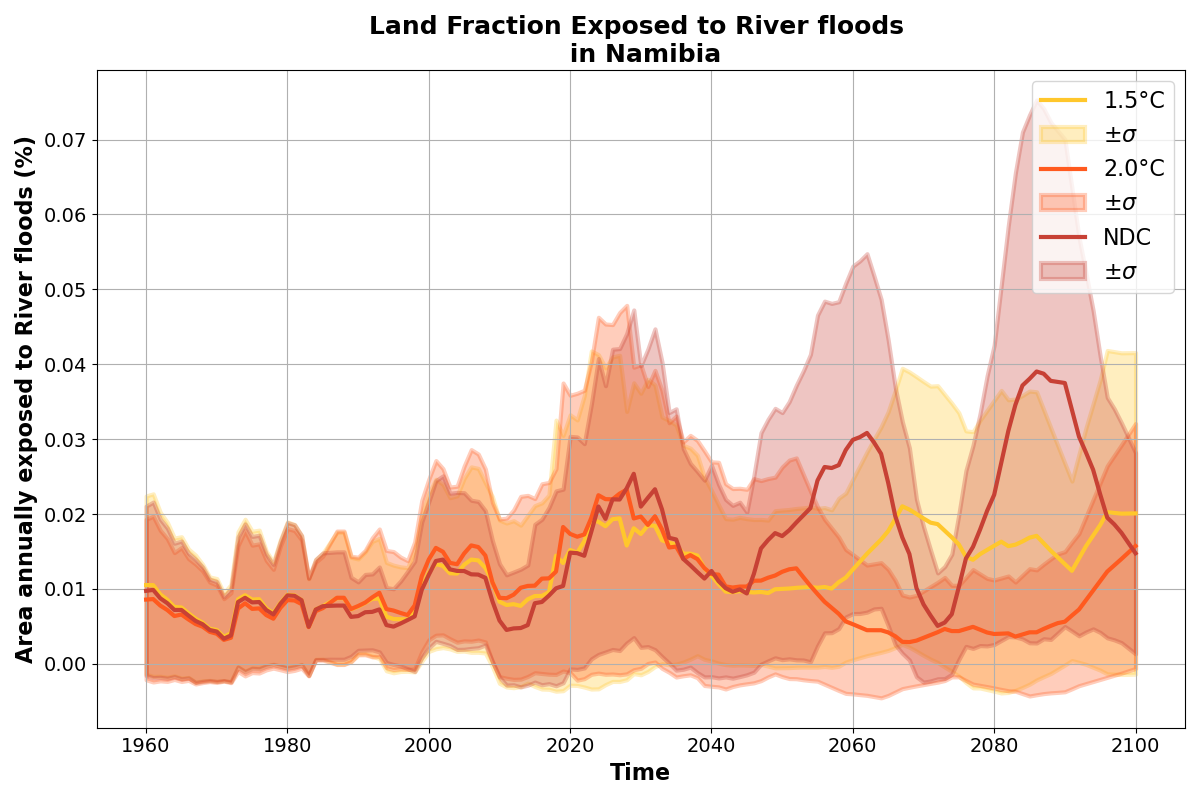 Land Fraction Exposed to River floods
in Namibia
Area annually exposed to River floods (%)
0.07
0.06
0.05
0.04
0.03
0.02
0.01
0.00
1.5°C
±σ
2.0°C
±σ
NDC
±σ
1960
1980
2000
2020
2040
2060
2080
2100
Time